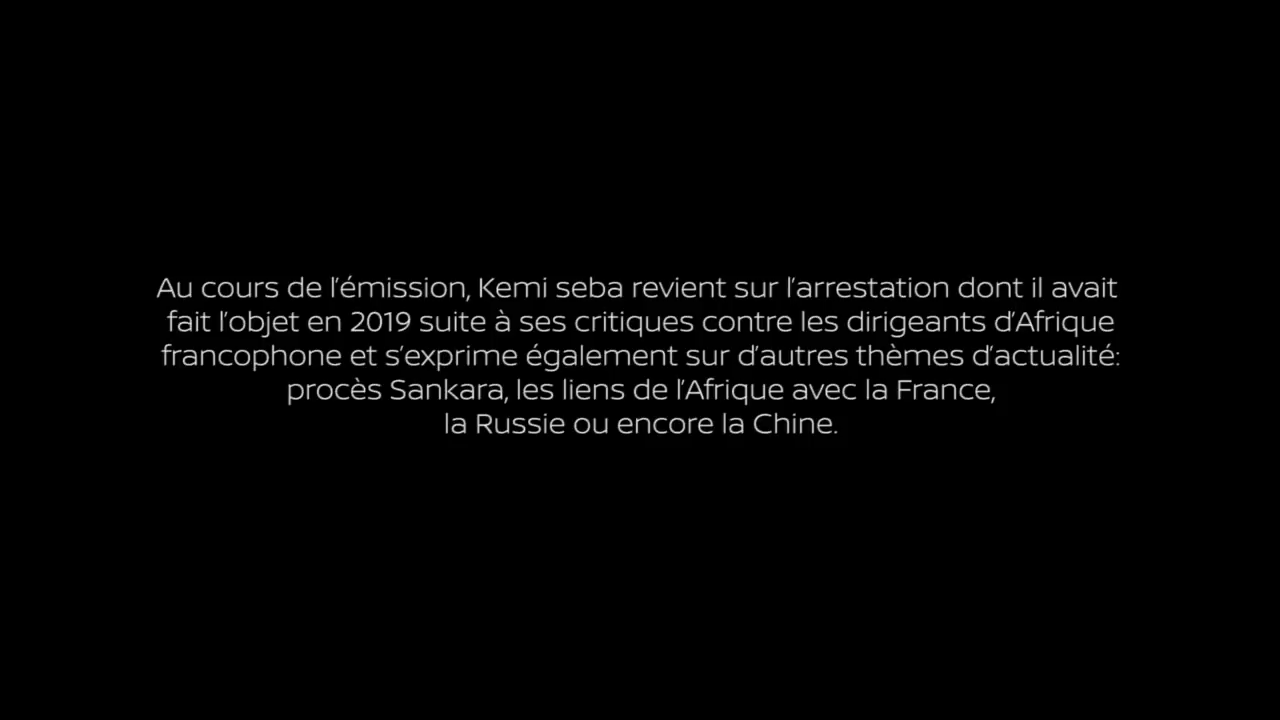 Au cours de l'émission, Kemi seba revient sur l'arrestation dont il avait
fait l'objet en 2019 suite à ses critiques contre les dirigeants d'Afrique
francophone et s'exprime également sur d'autres thèmes d'actualité:
procès Sankara, les liens de l'Afrique avec la France,
la Russie ou encore la Chine.